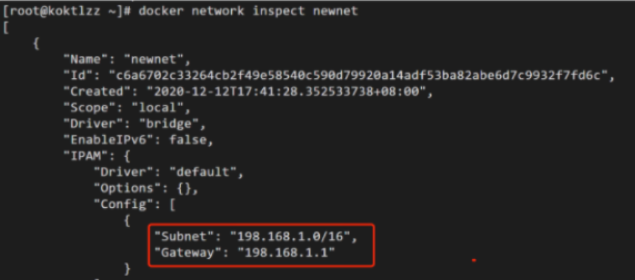 [root@koktlzz ~]# docker network inspect newnet
[
{
"Name": "newnet",
"Id": "c6a6702c33264cb2f49e58540c590d79920a14adf53ba82abe6d7c9932f7fd6c",
"Created": "2020-12-12T17:41:28.352533738+08:00",
"Scope": "local",
"Driver": "bridge",
"EnableIPv6": false,
"IPAM": {
"Driver": "default",
"Options": {},
"Config": [
{
"Subnet": "198.168.1.0/16",
"Gateway": "198.168.1.1"
}